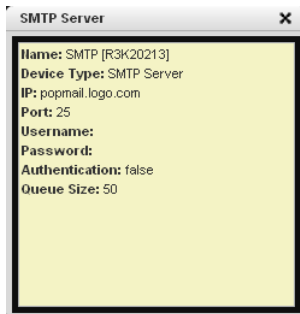 SMTP Server
Name: SMTP [R3K20213]
Device Type: SMTP Server
IP: popmail.logo.com
Port: 25
Username:
Password:
Authentication: false
Queue Size: 50